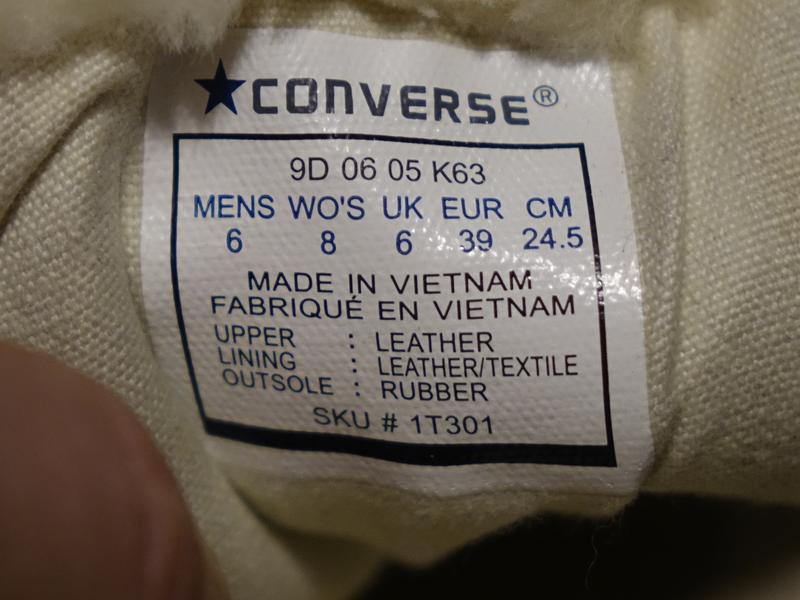 CONVERSE®
9D 06 05 K63
MENS WO'S UK EUR CM
6 8 6 39 24.5
MADE IN VIETNAM
FABRIQUÉ EN VIETNAM
UPPER : LEATHER
LINING : LEATHER/TEXTILE
OUTSOLE : RUBBER
SKU # 1T301